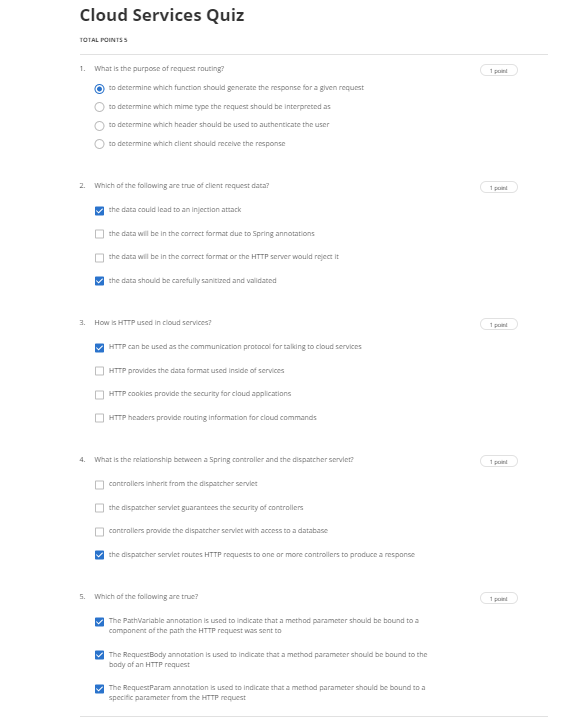 Cloud Services Quiz
TOTAL POINTS 5
1. What is the purpose of request routing? 1 point
to determine which function should generate the response for a given request
to determine which mime type the request should be interpreted as
to determine which header should be used to authenticate the user
to determine which client should receive the response
2. Which of the following are true of client request data? 1 point
the data could lead to an injection attack
the data will be in the correct format due to Spring annotations
the data will be in the correct format or the HTTP server would reject it
the data should be carefully sanitized and validated
3. How is HTTP used in cloud services? 1 point
HTTP can be used as the communication protocol for talking to cloud services
HTTP provides the data format used inside of services
HTTP cookies provide the security for cloud applications
HTTP headers provide routing information for cloud commands
4. What is the relationship between a Spring controller and the dispatcher servlet? 1 point
controllers inherit from the dispatcher servlet
the dispatcher servlet guarantees the security of controllers
controllers provide the dispatcher servlet with access to a database
the dispatcher servlet routes HTTP requests to one or more controllers to produce a response
5. Which of the following are true? 1 point
The PathVariable annotation is used to indicate that a method parameter should be bound to a
component of the path the HTTP request was sent to
The RequestBody annotation is used to indicate that a method parameter should be bound to the
body of an HTTP request
The RequestParam annotation is used to indicate that a method parameter should be bound to a
specific parameter from the HTTP request